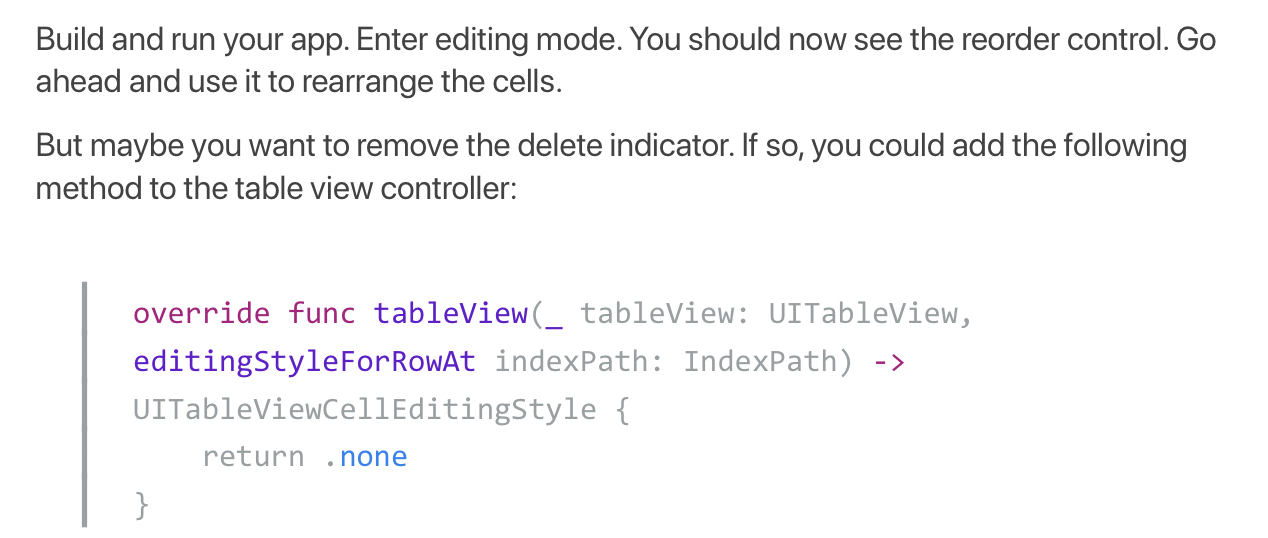 Build and run your app. Enter editing mode. You should now see the reorder control. Go
ahead and use it to rearrange the cells.
But maybe you want to remove the delete indicator. If so, you could add the following
method to the table view controller:
override func tableView(_ tableView: UITableView,
editingStyleForRowAt indexPath: IndexPath) ->
UITableViewCellEditingStyle {
    return .none
}